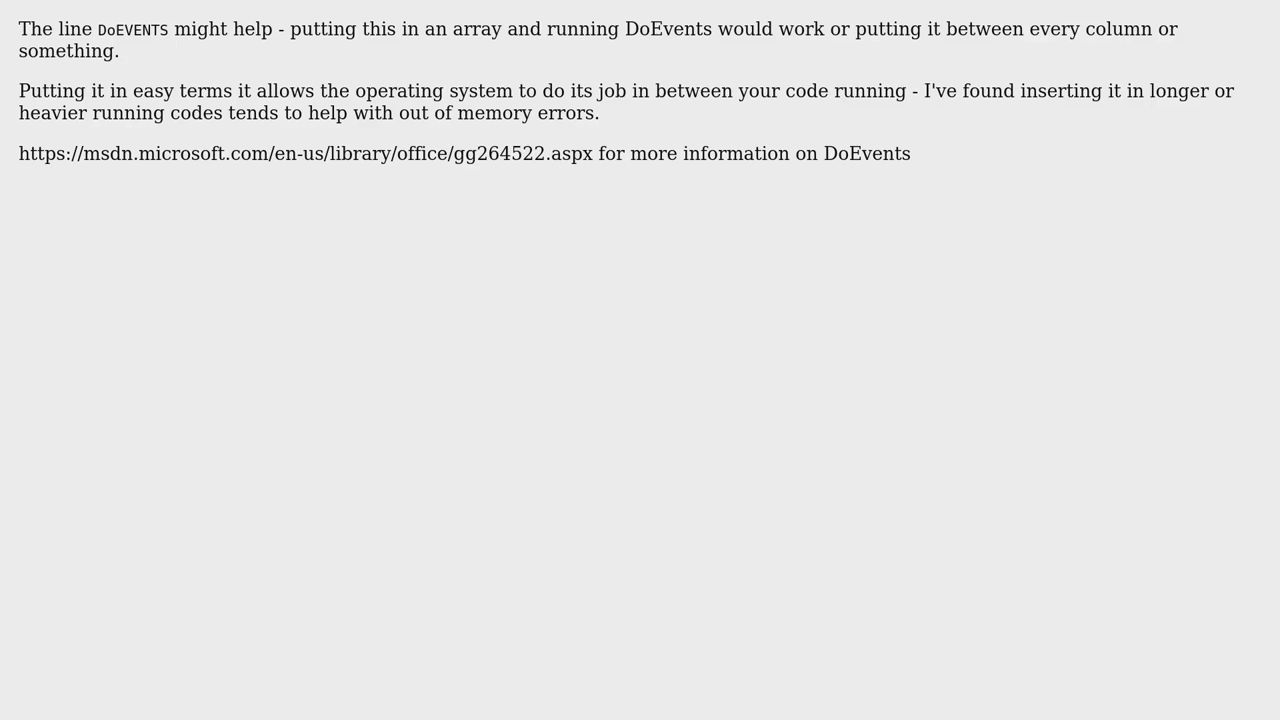 The line DoEVENTS might help - putting this in an array and running DoEvents would work or putting it between every column or
something.
Putting it in easy terms it allows the operating system to do its job in between your code running - I've found inserting it in longer or
heavier running codes tends to help with out of memory errors.
https://msdn.microsoft.com/en-us/library/office/gg264522.aspx for more information on DoEvents